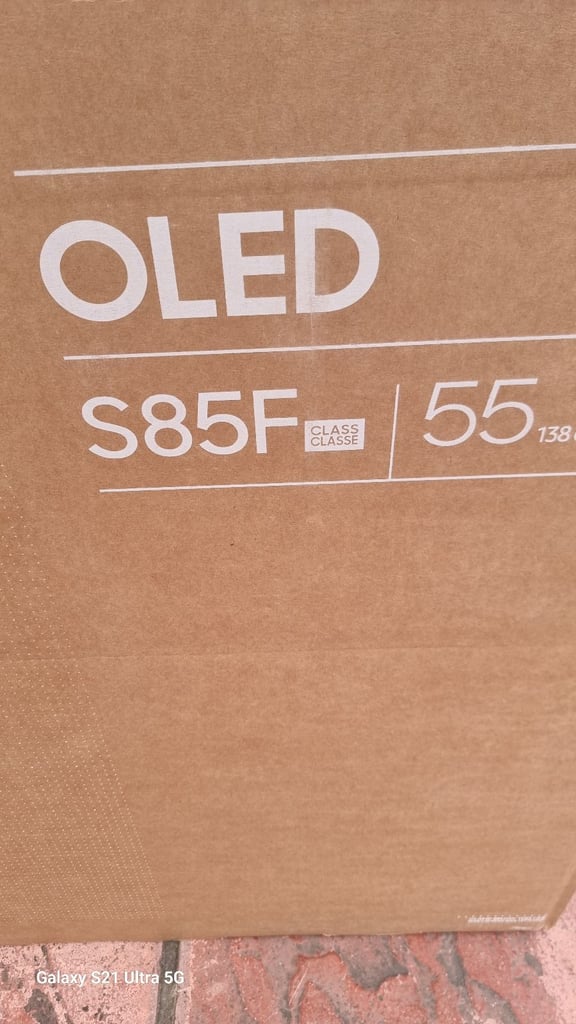 OLED
S85F CLASS CLASSE 55 138
Galaxy S21 Ultra 5G